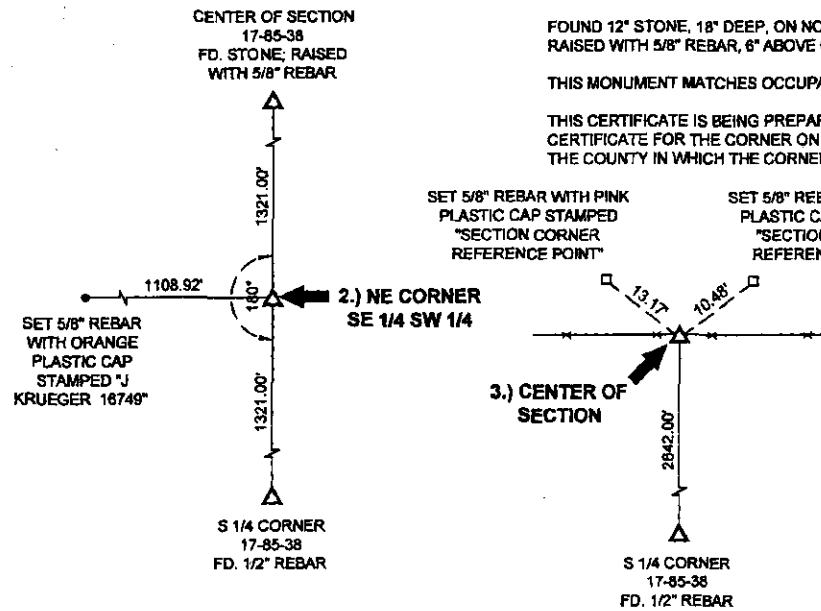 CENTER OF SECTION
17-85-38
FD. STONE; RAISED
WITH 5/8" REBAR
1321.00'
1108.92'
180°
2.) NE CORNER
SE 1/4 SW 1/4
SET 5/8" REBAR
WITH ORANGE
PLASTIC CAP
STAMPED "J
KRUEGER 16749"
1321.00'
S 1/4 CORNER
17-85-38
FD. 1/2" REBAR
FOUND 12" STONE, 18" DEEP, ON
RAISED WITH 5/8" REBAR, 6" ABOVE
THIS MONUMENT MATCHES
THIS CERTIFICATE IS BEING
CERTIFICATE FOR THE CORNER ON
THE COUNTY IN WHICH THE
SET 5/8" REBAR WITH PINK
PLASTIC CAP STAMPED
"SECTION CORNER
REFERENCE POINT"
SET 5/8"
PLASTIC
13.17'
10.48'
3.) CENTER OF
SECTION
2642.00'
S 1/4 CORNER
17-85-38
FD. 1/2" REBAR